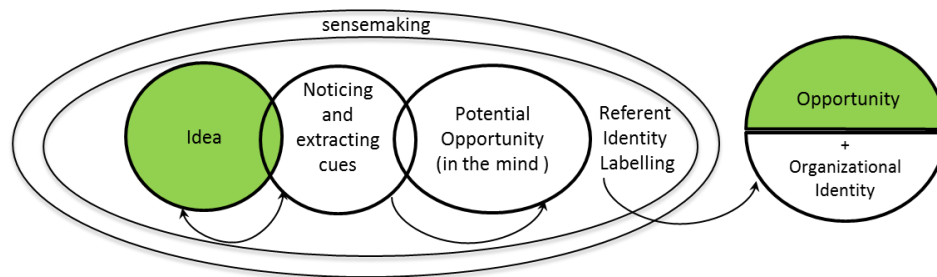 sensemaking
Idea
Noticing
and
extracting
cues
Potential
Opportunity
(in the mind )
Referent
Identity
Labelling
Opportunity
+
Organizational
Identity